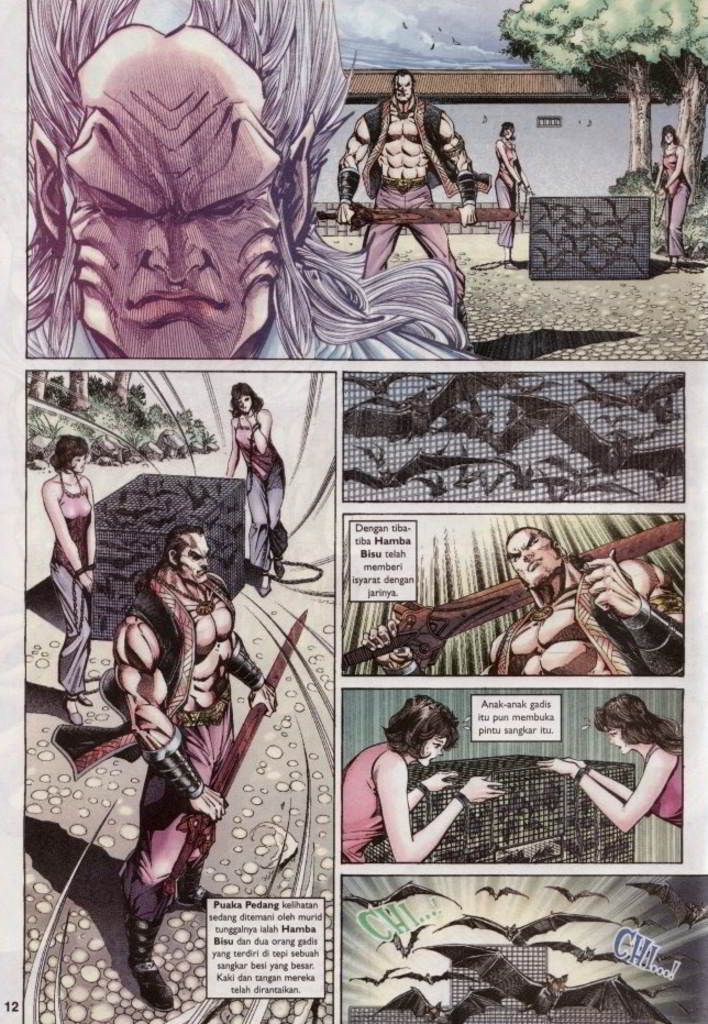 Dengan tiba-
tiba Hamba
Bisu telah
memberi
isyarat dengan
jarinya.
Anak-anak gadis
itu pun membuka
pintu sangkar itu.
Puaka Pedang kelihatan
sedang ditemani oleh murid
tunggalnya ialah Hamba
Bisu dan dua orang gadis
yang terdiri di tepi sebuah
sangkar besi yang besar.
Kaki dan tangan mereka
telah dirantaikan.
CHI...!
CHI...!
12